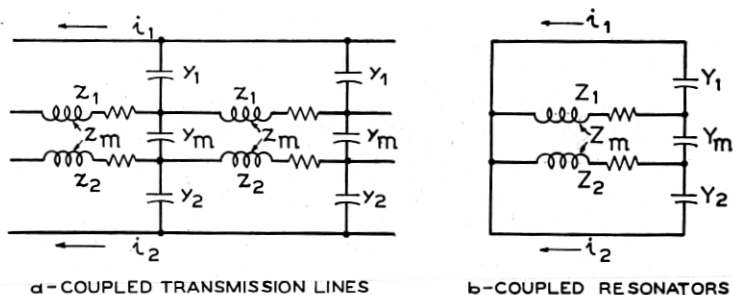 i1
i1
Y1
Y1
Y1
Z1
Z1
Z1
Zm
Ym
Zm
Ym
Zm
Ym
Z2
Z2
Z2
Y2
Y2
Y2
i2
i2
a-COUPLED TRANSMISSION LINES
b-COUPLED RESONATORS